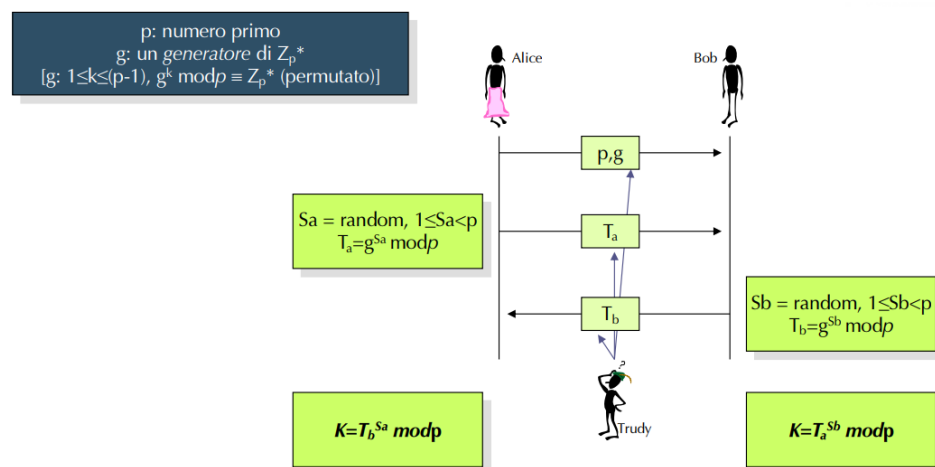 p: numero primo
g: un generatore di Zp*
[g: 1≤k≤(p-1), g^k modp ≡ Zp* (permutato)]
Alice
Bob
p,g
Sa = random, 1≤Sa<p
Ta=g^Sa modp
Ta
Tb
Sb = random, 1≤Sb<p
Tb=g^Sb modp
?
Trudy
K=Tb^Sa modp
K=Ta^Sb modp